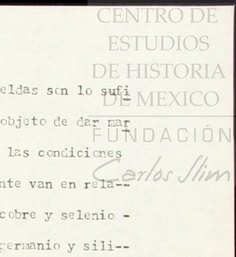 CENTRO DE
ESTUDIOS
DE HISTORIA
eldas son lo sufi
DE MEXICO
objeto de dar mar
FUNDACIÓN
las condiciones
Carlos Slim
nte van en rela--
cobre y selenio -
germanio y sili--